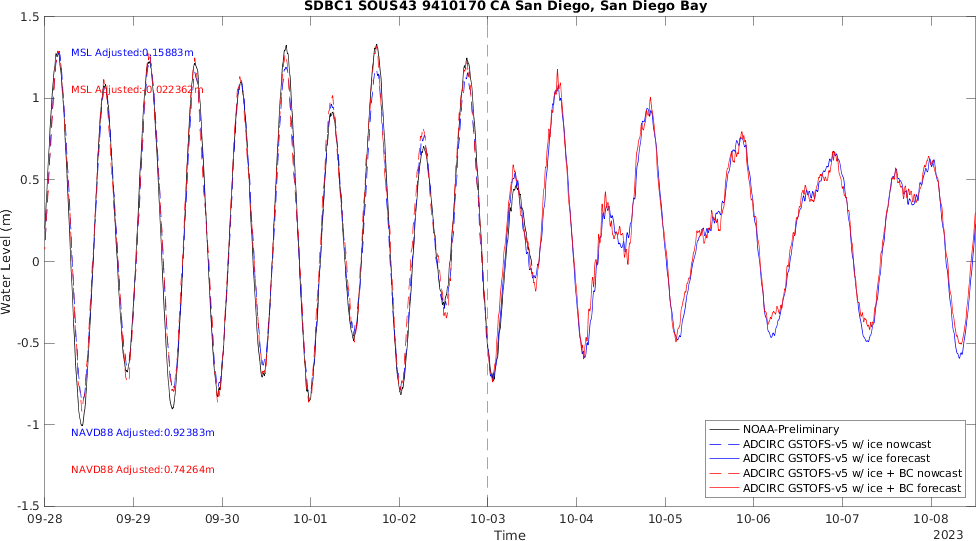 SDBC1 SOUS43 9410170 CA San Diego, San Diego Bay
1.5
1
0.5
0
-0.5
-1
-1.5
Water Level (m)
MSL Adjusted:0.15883m
MSL Adjusted:-0.022362m
NAVD88 Adjusted:0.92383m
NAVD88 Adjusted:0.74264m
NOAA-Preliminary
ADCIRC GSTOFS-v5 w/ ice nowcast
ADCIRC GSTOFS-v5 w/ ice forecast
ADCIRC GSTOFS-v5 w/ ice + BC nowcast
ADCIRC GSTOFS-v5 w/ ice + BC forecast
09-28 09-29 09-30 10-01 10-02 10-03 10-04 10-05 10-06 10-07 10-08
2023
Time